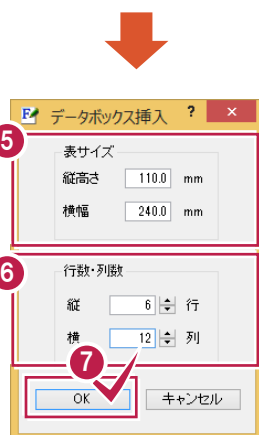 データボックス挿入 ? ×
5
表サイズ
縦高さ 110.0 mm
横幅 240.0 mm
6
行数・列数
縦 6 行
横 12 列
7
OK キャンセル